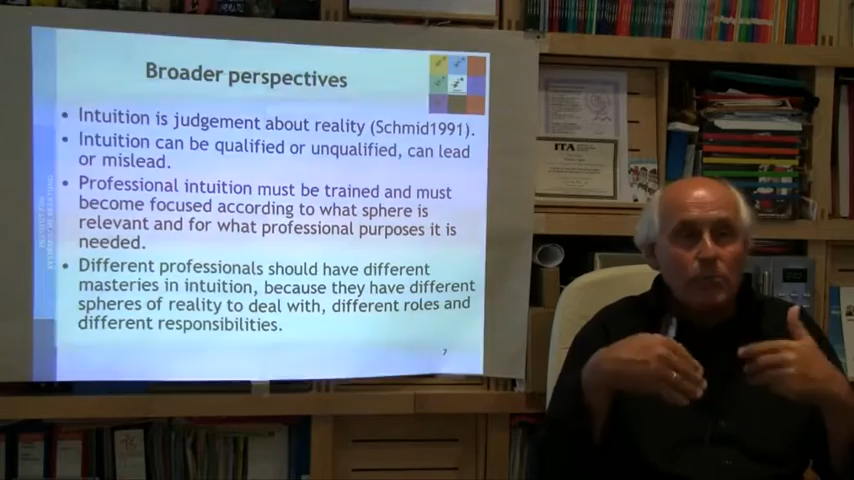 Broader perspectives
• Intuition is judgement about reality (Schmid1991).
• Intuition can be qualified or unqualified, can lead
or mislead.
• Professional intuition must be trained and must
become focused according to what sphere is
relevant and for what professional purposes it is
needed.
• Different professionals should have different
masteries in intuition, because they have different
spheres of reality to deal with, different roles and
different responsibilities.
7
ITA